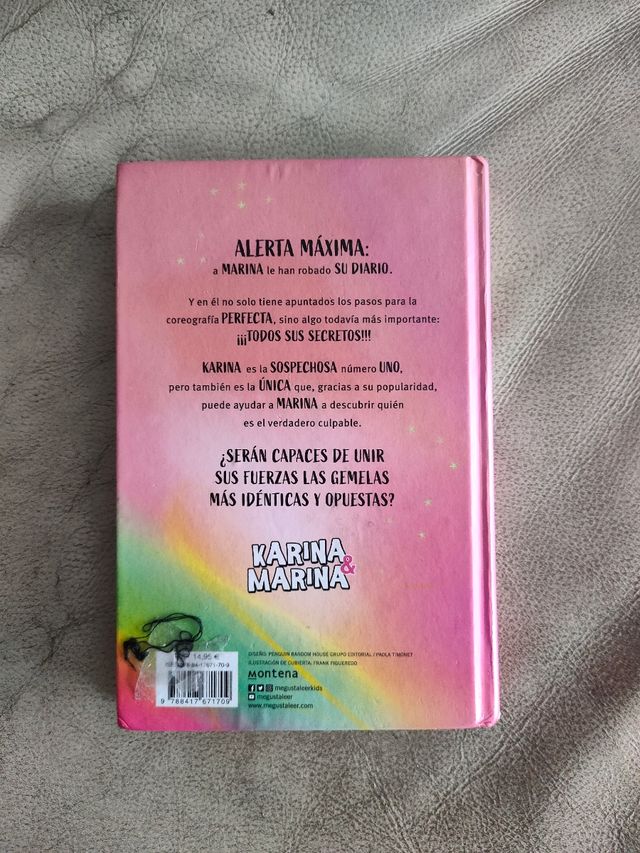 ALERTA MÁXIMA:
a MARINA le han robado SU DIARIO.
Y en él no solo tiene apuntados los pasos para la
coreografía PERFECTA, sino algo todavía más importante:
¡¡¡TODOS SUS SECRETOS!!!
KARINA es la SOSPECHOSA número UNO,
pero también es la ÚNICA que, gracias a su popularidad,
puede ayudar a MARINA a descubrir quién
es el verdadero culpable.
¿SERÁN CAPACES DE UNIR
SUS FUERZAS LAS GEMELAS
MÁS IDÉNTICAS Y OPUESTAS?
KARINA
&
MARINA
14,95 €
84-17671-70-9
9 788417 671709
DISEÑO: PENGUIN RANDOM HOUSE GRUPO EDITORIAL / PAOLA TIMONET
ILUSTRACIÓN DE CUBIERTA: FRANK FIGUEREDO
Montena
megustaleerkids
megustaleer
www.megustaleer.com